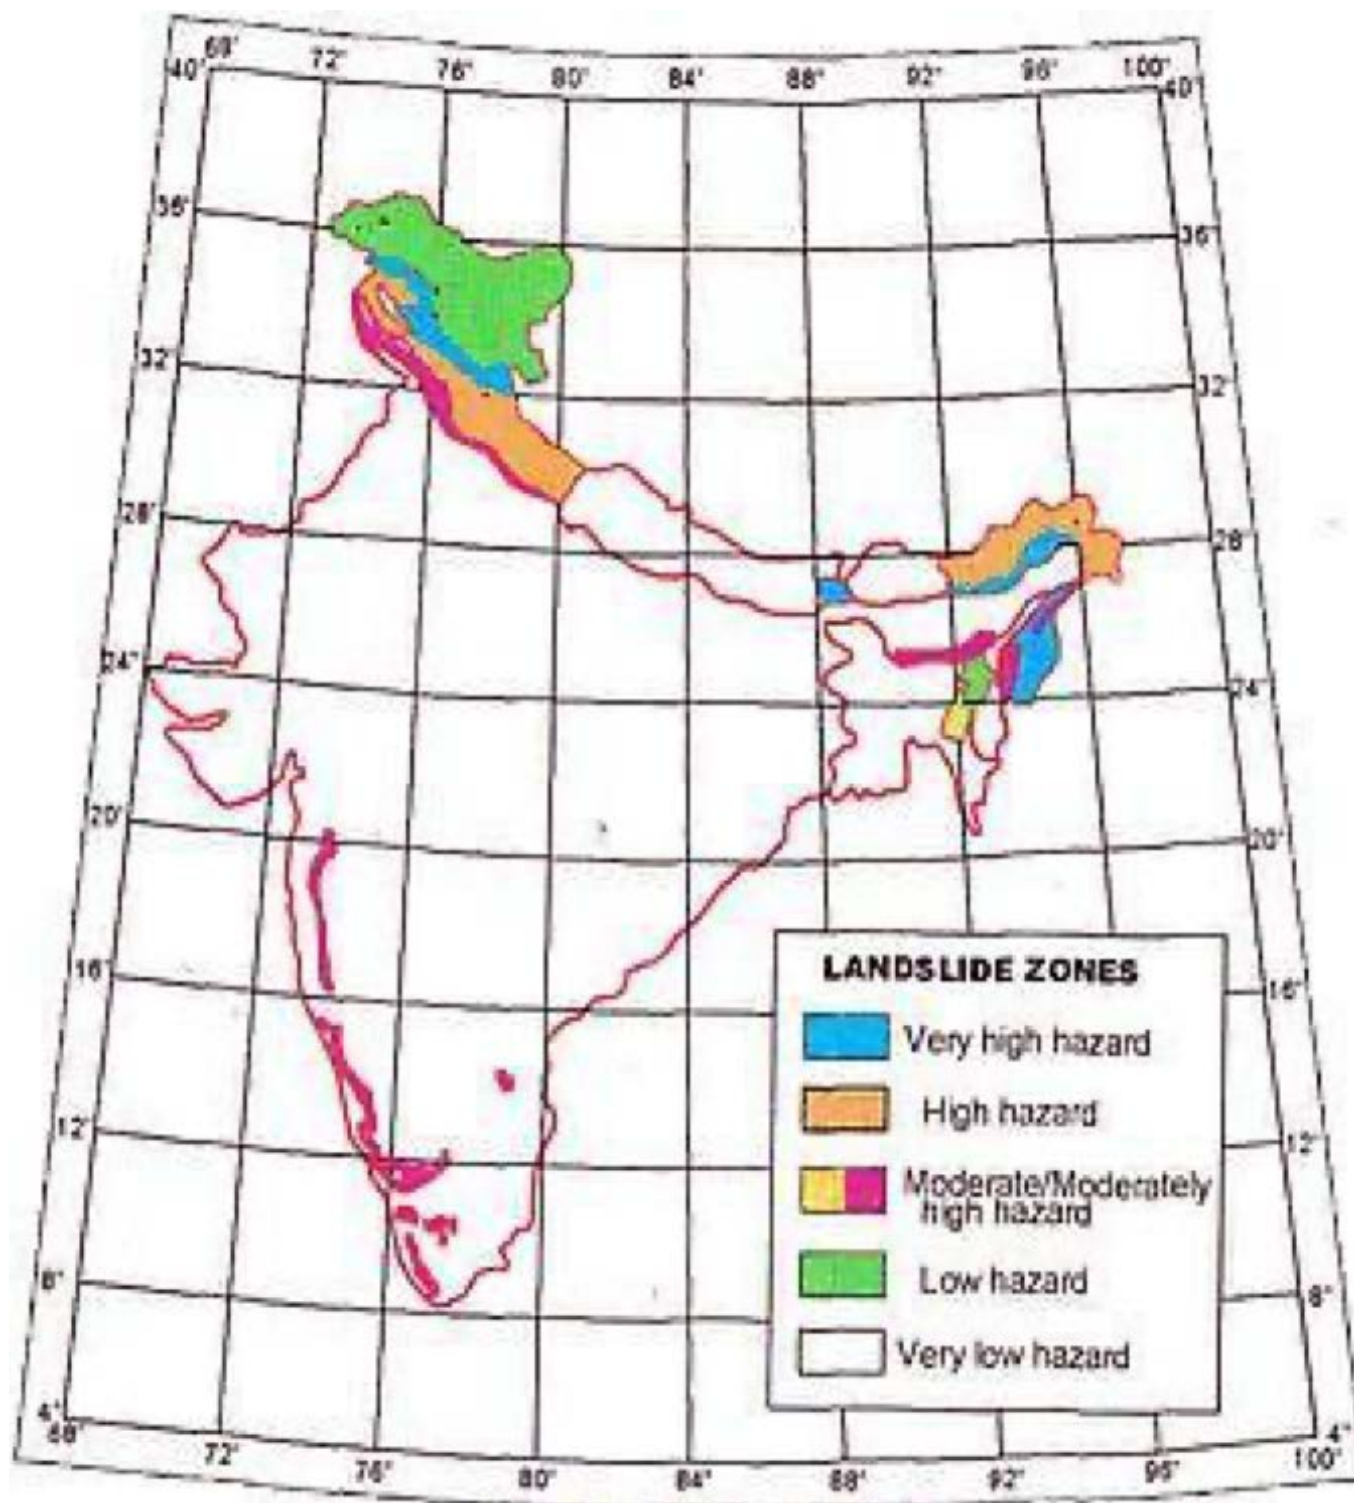 68° 72° 76° 80° 84° 88° 92° 96° 100°
40° 40°
36° 36°
32° 32°
28° 28°
24° 24°
20° 20°
16° 16°
12° 12°
8° 8°
4° 4°
68° 72° 76° 80° 84° 88° 92° 96° 100°
LANDSLIDE ZONES
Very high hazard
High hazard
Moderate/Moderately
high hazard
Low hazard
Very low hazard